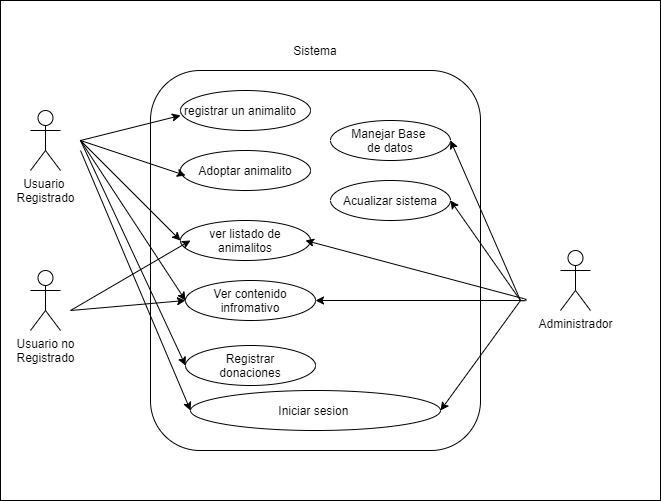 Sistema
registrar un animalito
Manejar Base
de datos
Adoptar animalito
Usuario
Registrado
Acualizar sistema
ver listado de
animalitos
Ver contenido
infromativo
Administrador
Usuario no
Registrado
Registrar
donaciones
Iniciar sesion